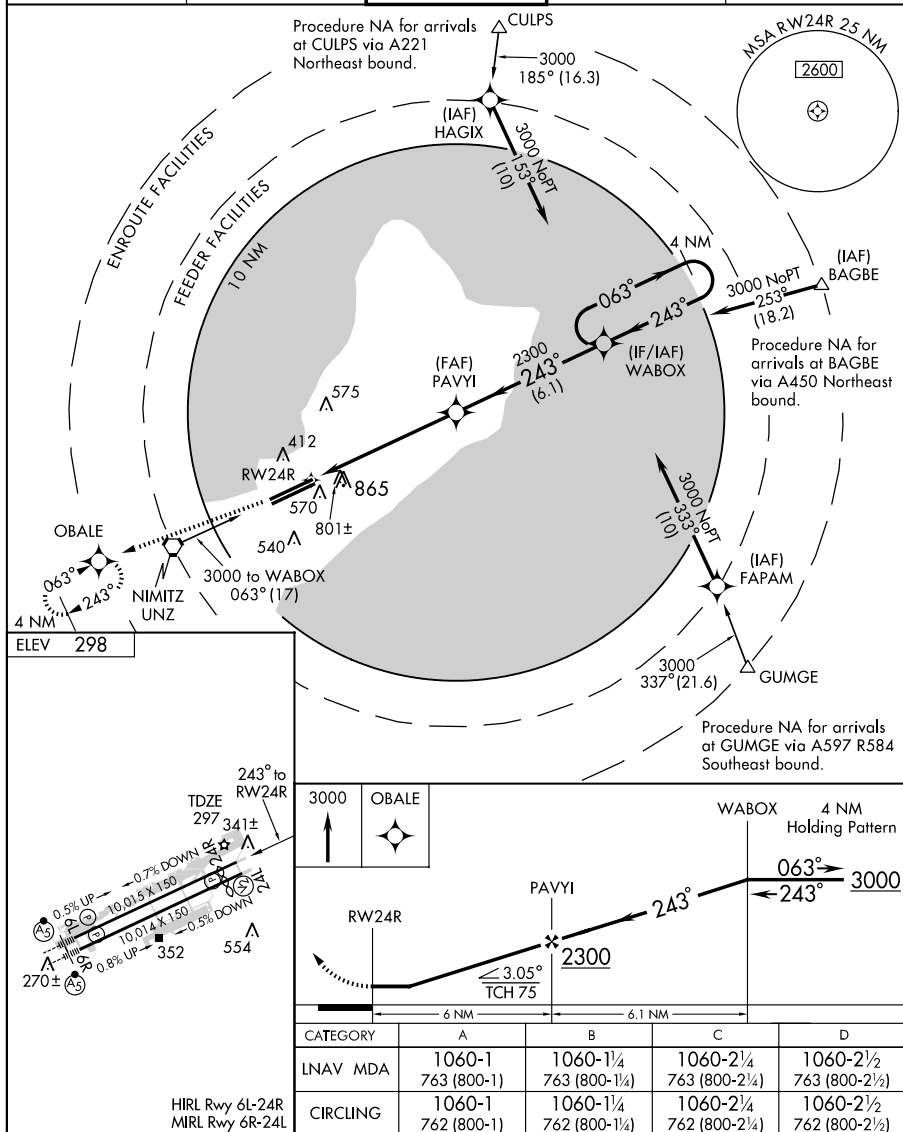 Procedure NA for arrivals
at CULPS via A221
Northeast bound.
CULPS
3000
185° (16.3)
MSA RW24R 25 NM
2600
(IAF)
HAGIX
3000 NoPT
153°
(10)
ENROUTE FACILITIES
FEEDER FACILITIES
10 NM
4 NM
063°
243°
(IAF)
BAGBE
3000 NoPT
253°
(18.2)
(IF/IAF)
WABOX
Procedure NA for
arrivals at BAGBE
via A450 Northeast
bound.
2300
243°
(6.1)
(FAF)
PAVYI
575
412
RW24R
865
570
801±
540
OBALE
063°
243°
4 NM
NIMITZ
UNZ
3000 to WABOX
063° (17)
3000 NoPT
333°
(10)
(IAF)
FAPAM
3000
337° (21.6)
GUMGE
Procedure NA for arrivals
at GUMGE via A597 R584
Southeast bound.
ELEV 298
243° to
RW24R
TDZE
297
341±
0.5% UP
0.7% DOWN
24R
10,015 X 150
P
A5
6L
P
10,014 X 150
P
V2
24L
6R
0.8% UP
0.5% DOWN
352
554
270±
A5
HIRL Rwy 6L-24R
MIRL Rwy 6R-24L
3000
OBALE
WABOX
4 NM
Holding Pattern
063°
243°
3000
243°
PAVYI
2300
RW24R
3.05°
TCH 75
6 NM
6.1 NM
CATEGORY A B C D
LNAV MDA 1060-1 1060-1¼ 1060-2¼ 1060-2½
763 (800-1) 763 (800-1¼) 763 (800-2¼) 763 (800-2½)
CIRCLING 1060-1 1060-1¼ 1060-2¼ 1060-2½
762 (800-1) 762 (800-1¼) 762 (800-2¼) 762 (800-2½)